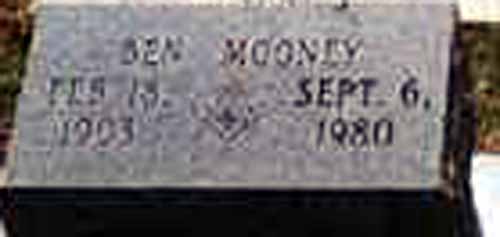 BEN MOONEY
FEB 18, SEPT. 6,
1903 1980